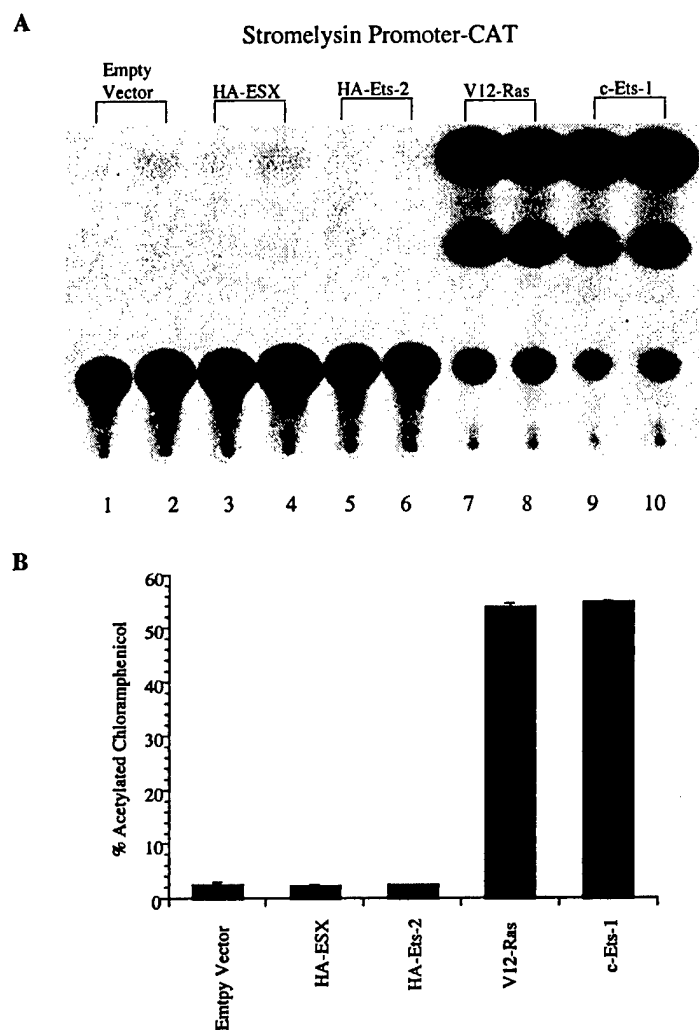 A
Stromelysin Promoter-CAT
Empty
Vector
HA-ESX
HA-Ets-2
V12-Ras
c-Ets-1
1 2 3 4 5 6 7 8 9 10
B
% Acetylated Chloramphenicol
60
50
40
30
20
10
0
Emtpy Vector
HA-ESX
HA-Ets-2
V12-Ras
c-Ets-1